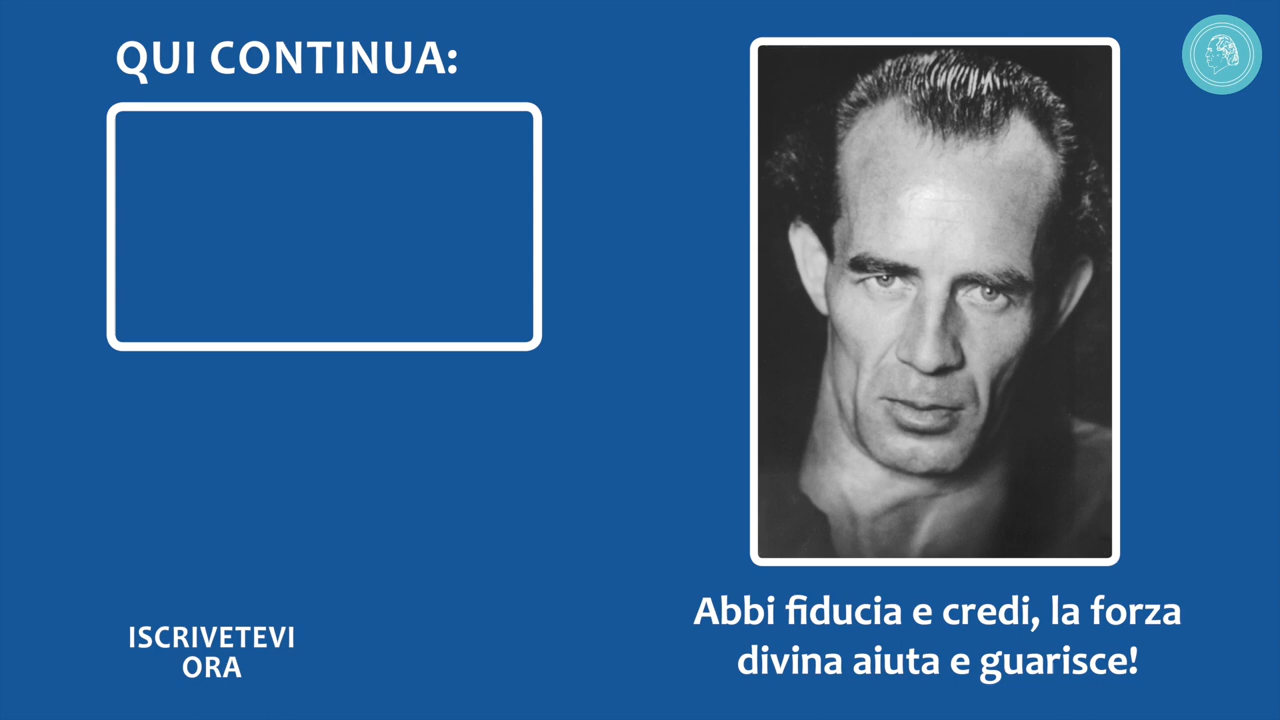 QUI CONTINUA:
Abbi fiducia e credi, la forza
divina aiuta e guarisce!
ISCRIVETEVI
ORA